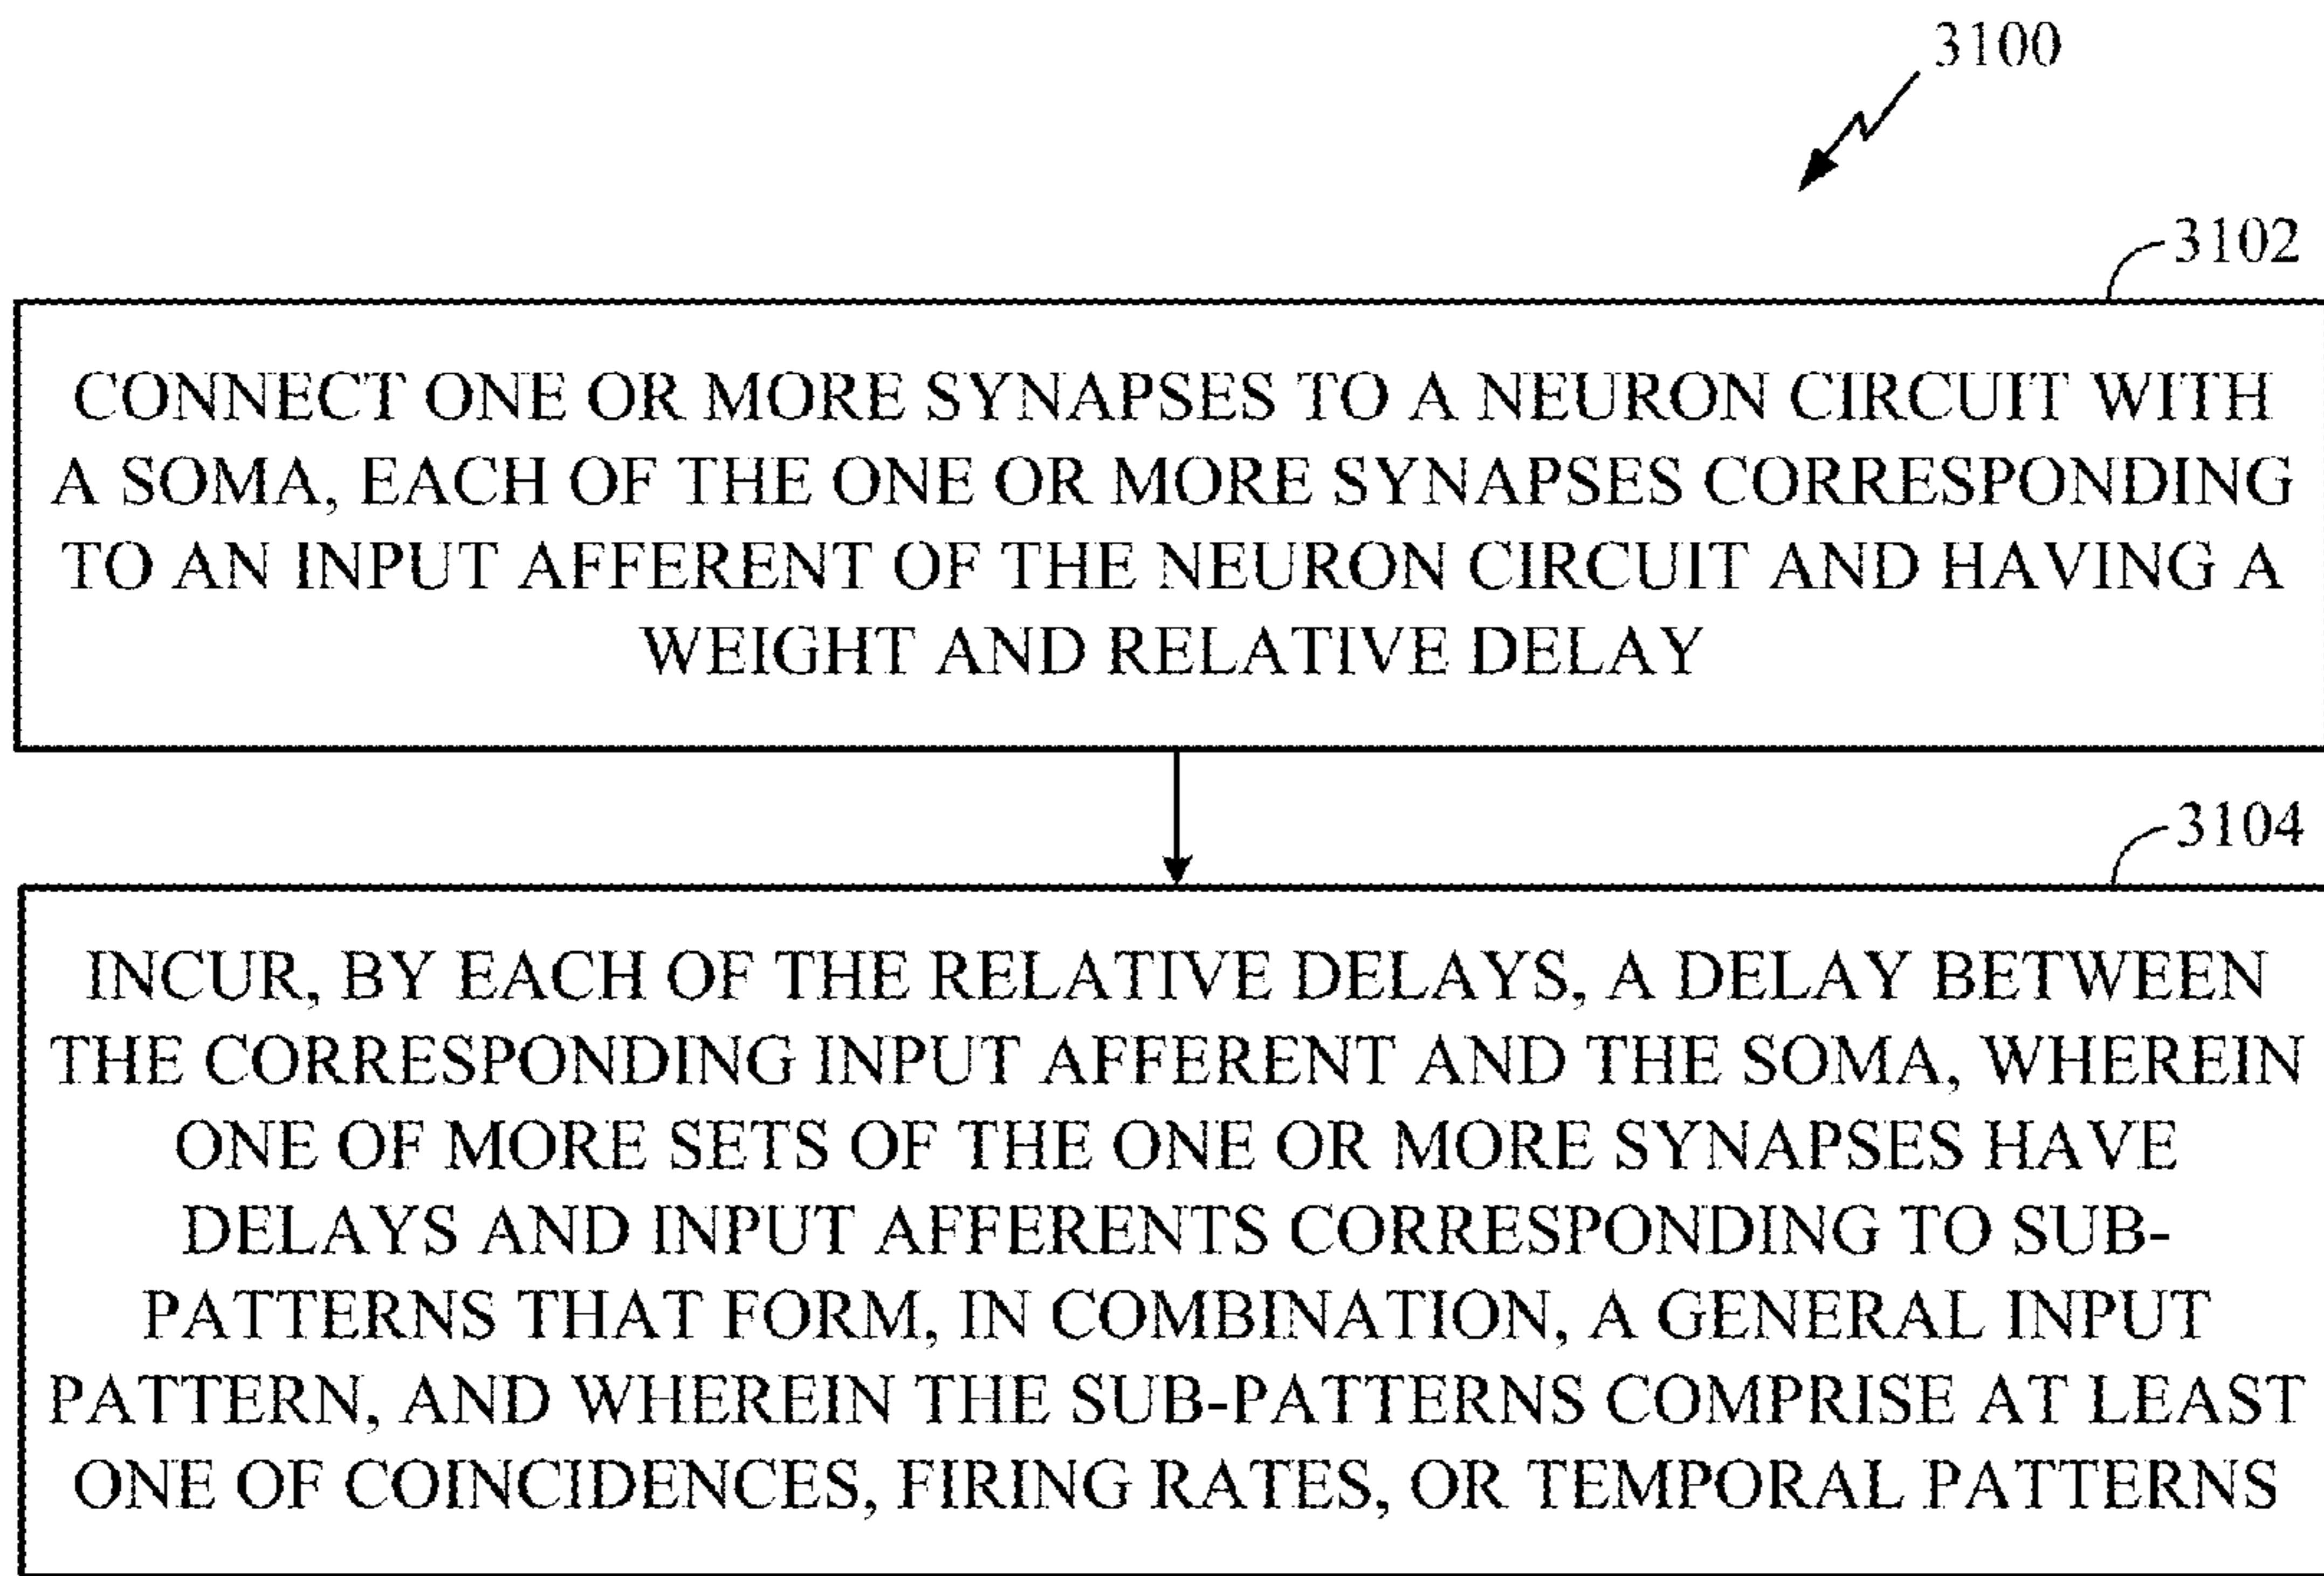 3100
3102
CONNECT ONE OR MORE SYNAPSES TO A NEURON CIRCUIT WITH
A SOMA, EACH OF THE ONE OR MORE SYNAPSES CORRESPONDING
TO AN INPUT AFFERENT OF THE NEURON CIRCUIT AND HAVING A
WEIGHT AND RELATIVE DELAY
3104
INCUR, BY EACH OF THE RELATIVE DELAYS, A DELAY BETWEEN
THE CORRESPONDING INPUT AFFERENT AND THE SOMA, WHEREIN
ONE OF MORE SETS OF THE ONE OR MORE SYNAPSES HAVE
DELAYS AND INPUT AFFERENTS CORRESPONDING TO SUB-
PATTERNS THAT FORM, IN COMBINATION, A GENERAL INPUT
PATTERN, AND WHEREIN THE SUB-PATTERNS COMPRISE AT LEAST
ONE OF COINCIDENCES, FIRING RATES, OR TEMPORAL PATTERNS